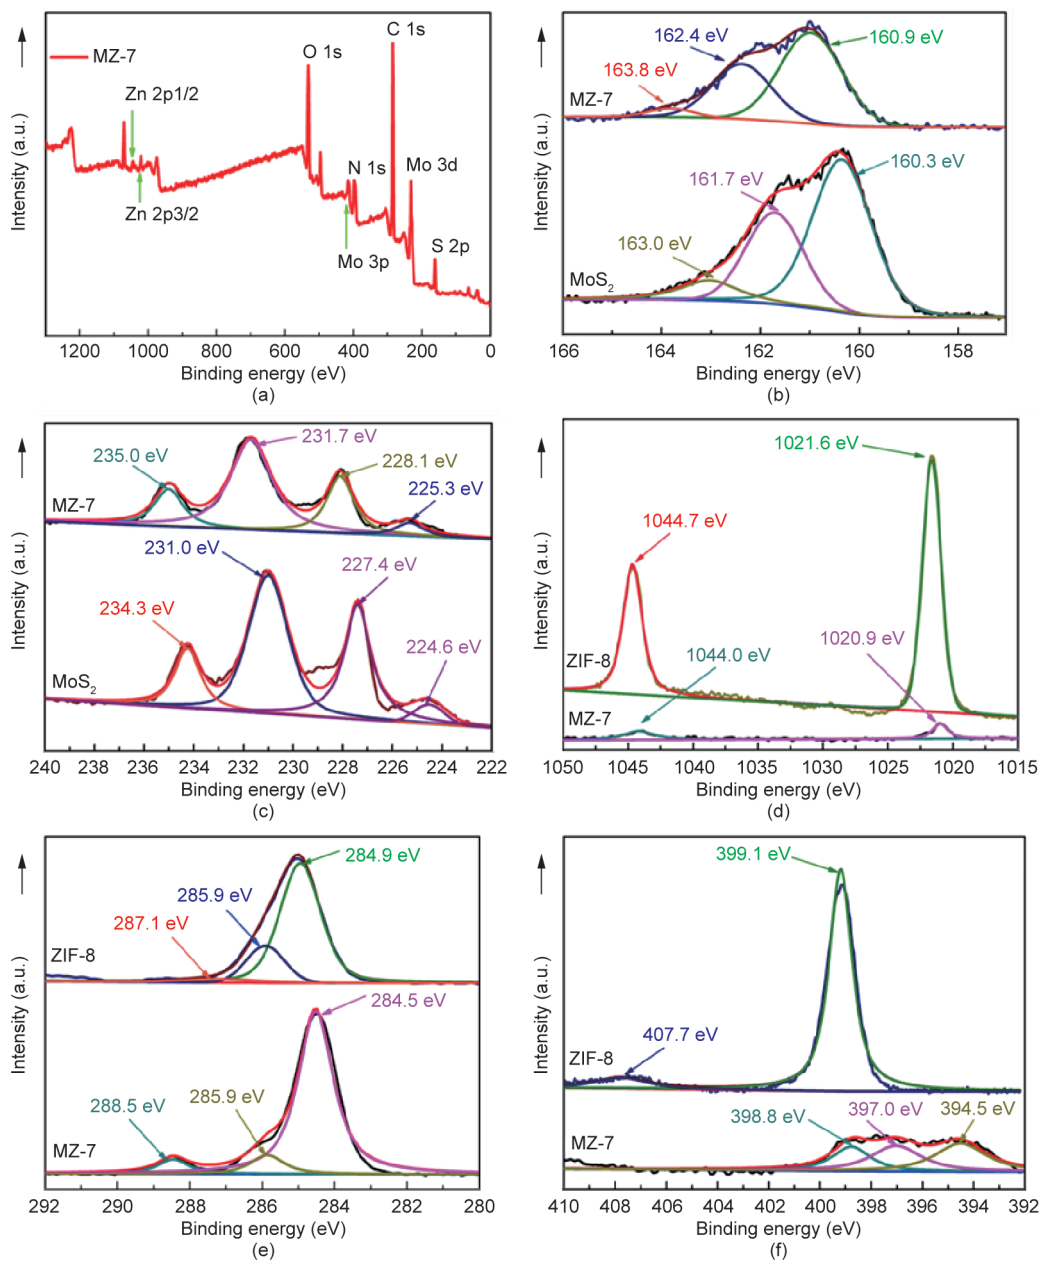 MZ-7
C 1s
O 1s
Zn 2p1/2
N 1s
Mo 3d
Zn 2p3/2
Mo 3p
S 2p
Intensity (a.u.)
1200 1000 800 600 400 200 0
Binding energy (eV)
(a)
162.4 eV
160.9 eV
163.8 eV
MZ-7
160.3 eV
161.7 eV
163.0 eV
MoS2
Intensity (a.u.)
166 164 162 160 158
Binding energy (eV)
(b)
231.7 eV
235.0 eV
228.1 eV
225.3 eV
MZ-7
231.0 eV
227.4 eV
234.3 eV
224.6 eV
MoS2
Intensity (a.u.)
240 238 236 234 232 230 228 226 224 222
Binding energy (eV)
(c)
1021.6 eV
1044.7 eV
1020.9 eV
ZIF-8
1044.0 eV
MZ-7
Intensity (a.u.)
1050 1045 1040 1035 1030 1025 1020 1015
Binding energy (eV)
(d)
284.9 eV
285.9 eV
287.1 eV
ZIF-8
284.5 eV
285.9 eV
288.5 eV
MZ-7
Intensity (a.u.)
292 290 288 286 284 282 280
Binding energy (eV)
(e)
399.1 eV
407.7 eV
ZIF-8
398.8 eV
397.0 eV
394.5 eV
MZ-7
Intensity (a.u.)
410 408 406 404 402 400 398 396 394 392
Binding energy (eV)
(f)